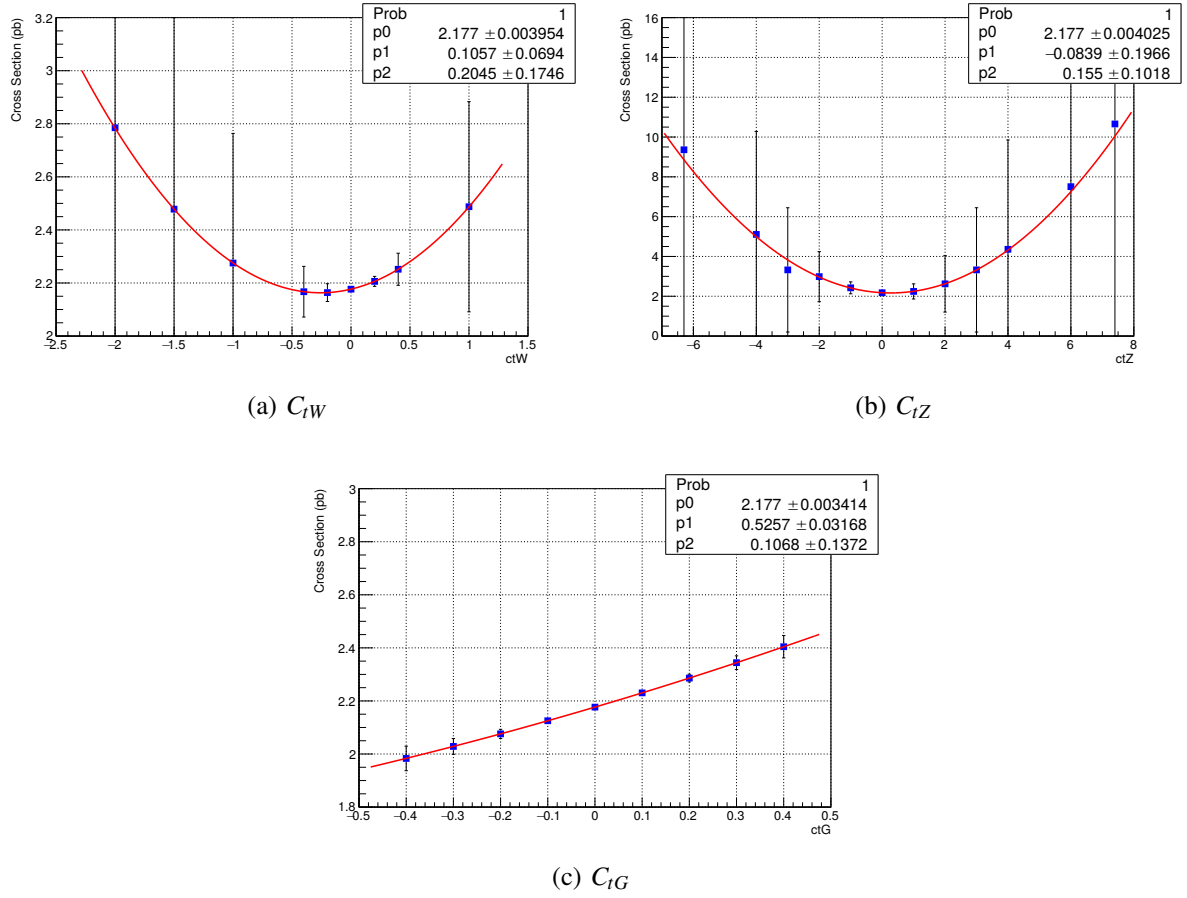 Prob 1
p0 2.177 ± 0.003954
p1 0.1057 ± 0.0694
p2 0.2045 ± 0.1746
Cross Section (pb)
3.2
3
2.8
2.6
2.4
2.2
2
−2.5 −2 −1.5 −1 −0.5 0 0.5 1 1.5
ctW
(a) C_{tW}
Prob 1
p0 2.177 ± 0.004025
p1 −0.0839 ± 0.1966
p2 0.155 ± 0.1018
Cross Section (pb)
16
14
12
10
8
6
4
2
0
−6 −4 −2 0 2 4 6 8
ctZ
(b) C_{tZ}
Prob 1
p0 2.177 ± 0.003414
p1 0.5257 ± 0.03168
p2 0.1068 ± 0.1372
Cross Section (pb)
3
2.8
2.6
2.4
2.2
2
1.8
−0.5 −0.4 −0.3 −0.2 −0.1 0 0.1 0.2 0.3 0.4 0.5
ctG
(c) C_{tG}